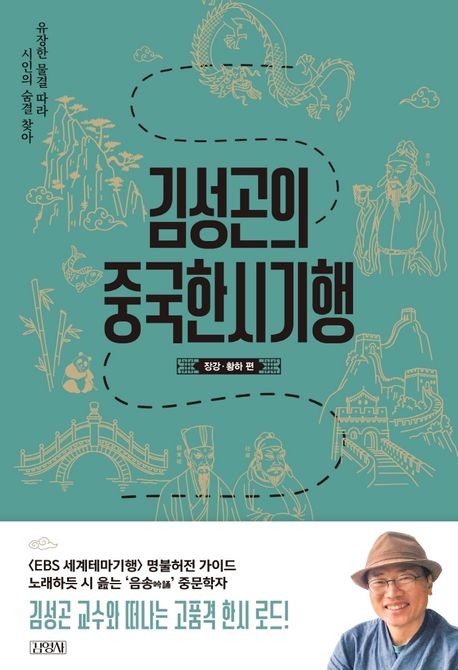 유장한 물결 따라
시인의 숨결 찾아
李白
김성곤의
중국한시기행
장강·황하 편
杜甫
〈EBS 세계테마기행〉 명불허전 가이드
노래하듯 시 읊는 ‘음송吟誦’ 중문학자
김성곤 교수와 떠나는 고품격 한시 로드!
김영사